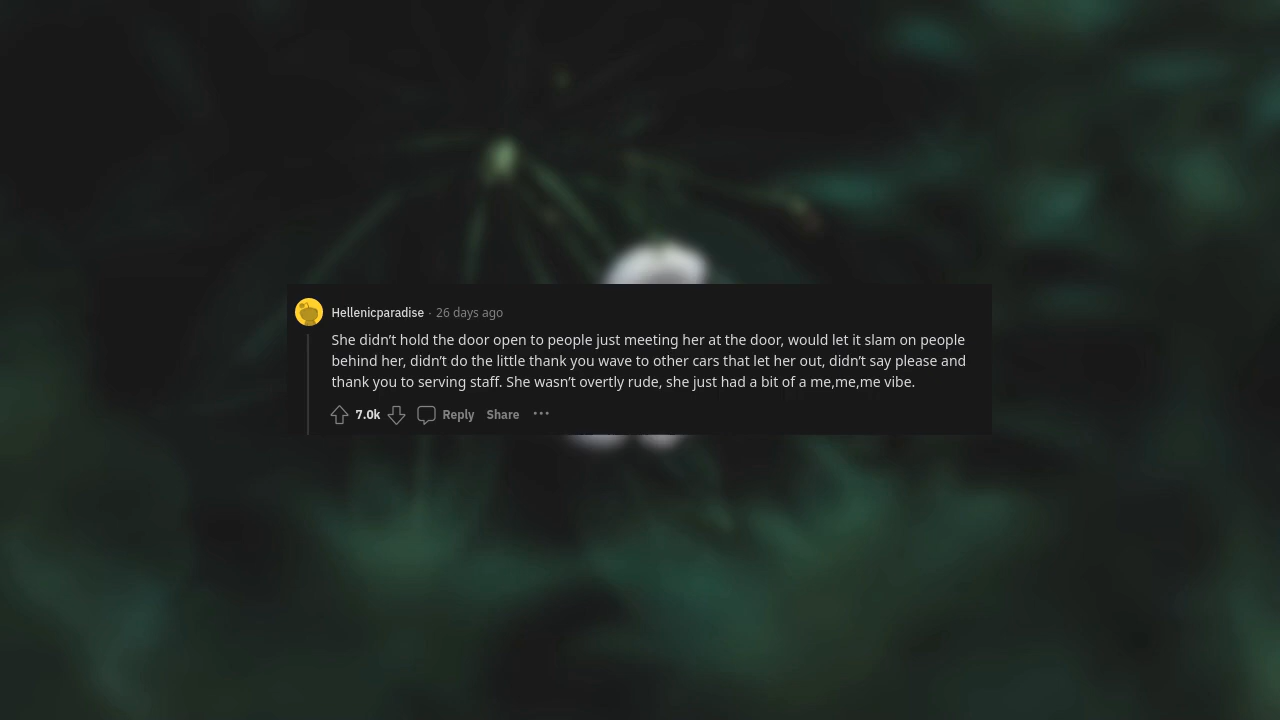 Hellenicparadise · 26 days ago
She didn’t hold the door open to people just meeting her at the door, would let it slam on people
behind her, didn’t do the little thank you wave to other cars that let her out, didn’t say please and
thank you to serving staff. She wasn’t overtly rude, she just had a bit of a me,me,me vibe.
7.0k Reply Share ···